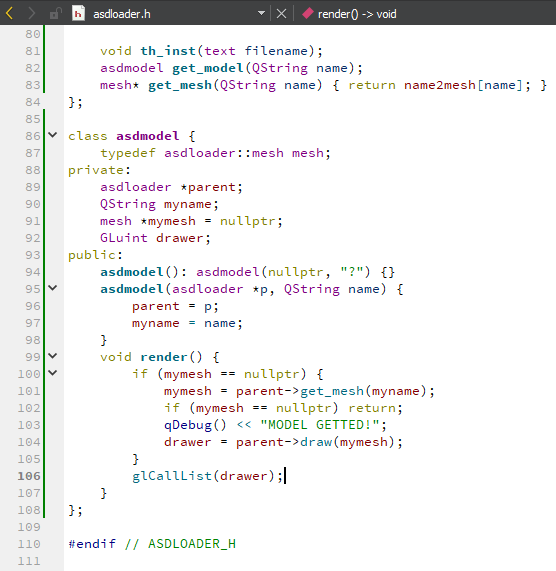 asdloader.h render() -> void
80
81 void th_inst(text filename);
82 asdmodel get_model(QString name);
83 mesh* get_mesh(QString name) { return name2mesh[name]; }
84 };
85
86 class asdmodel {
87 typedef asdloader::mesh mesh;
88 private:
89 asdloader *parent;
90 QString myname;
91 mesh *mymesh = nullptr;
92 GLuint drawer;
93 public:
94 asdmodel(): asdmodel(nullptr, "?") {}
95 asdmodel(asdloader *p, QString name) {
96 parent = p;
97 myname = name;
98 }
99 void render() {
100 if (mymesh == nullptr) {
101 mymesh = parent->get_mesh(myname);
102 if (mymesh == nullptr) return;
103 qDebug() << "MODEL GETTED!";
104 drawer = parent->draw(mymesh);
105 }
106 glCallList(drawer);
107 }
108 };
109
110 #endif // ASDLOADER_H
111